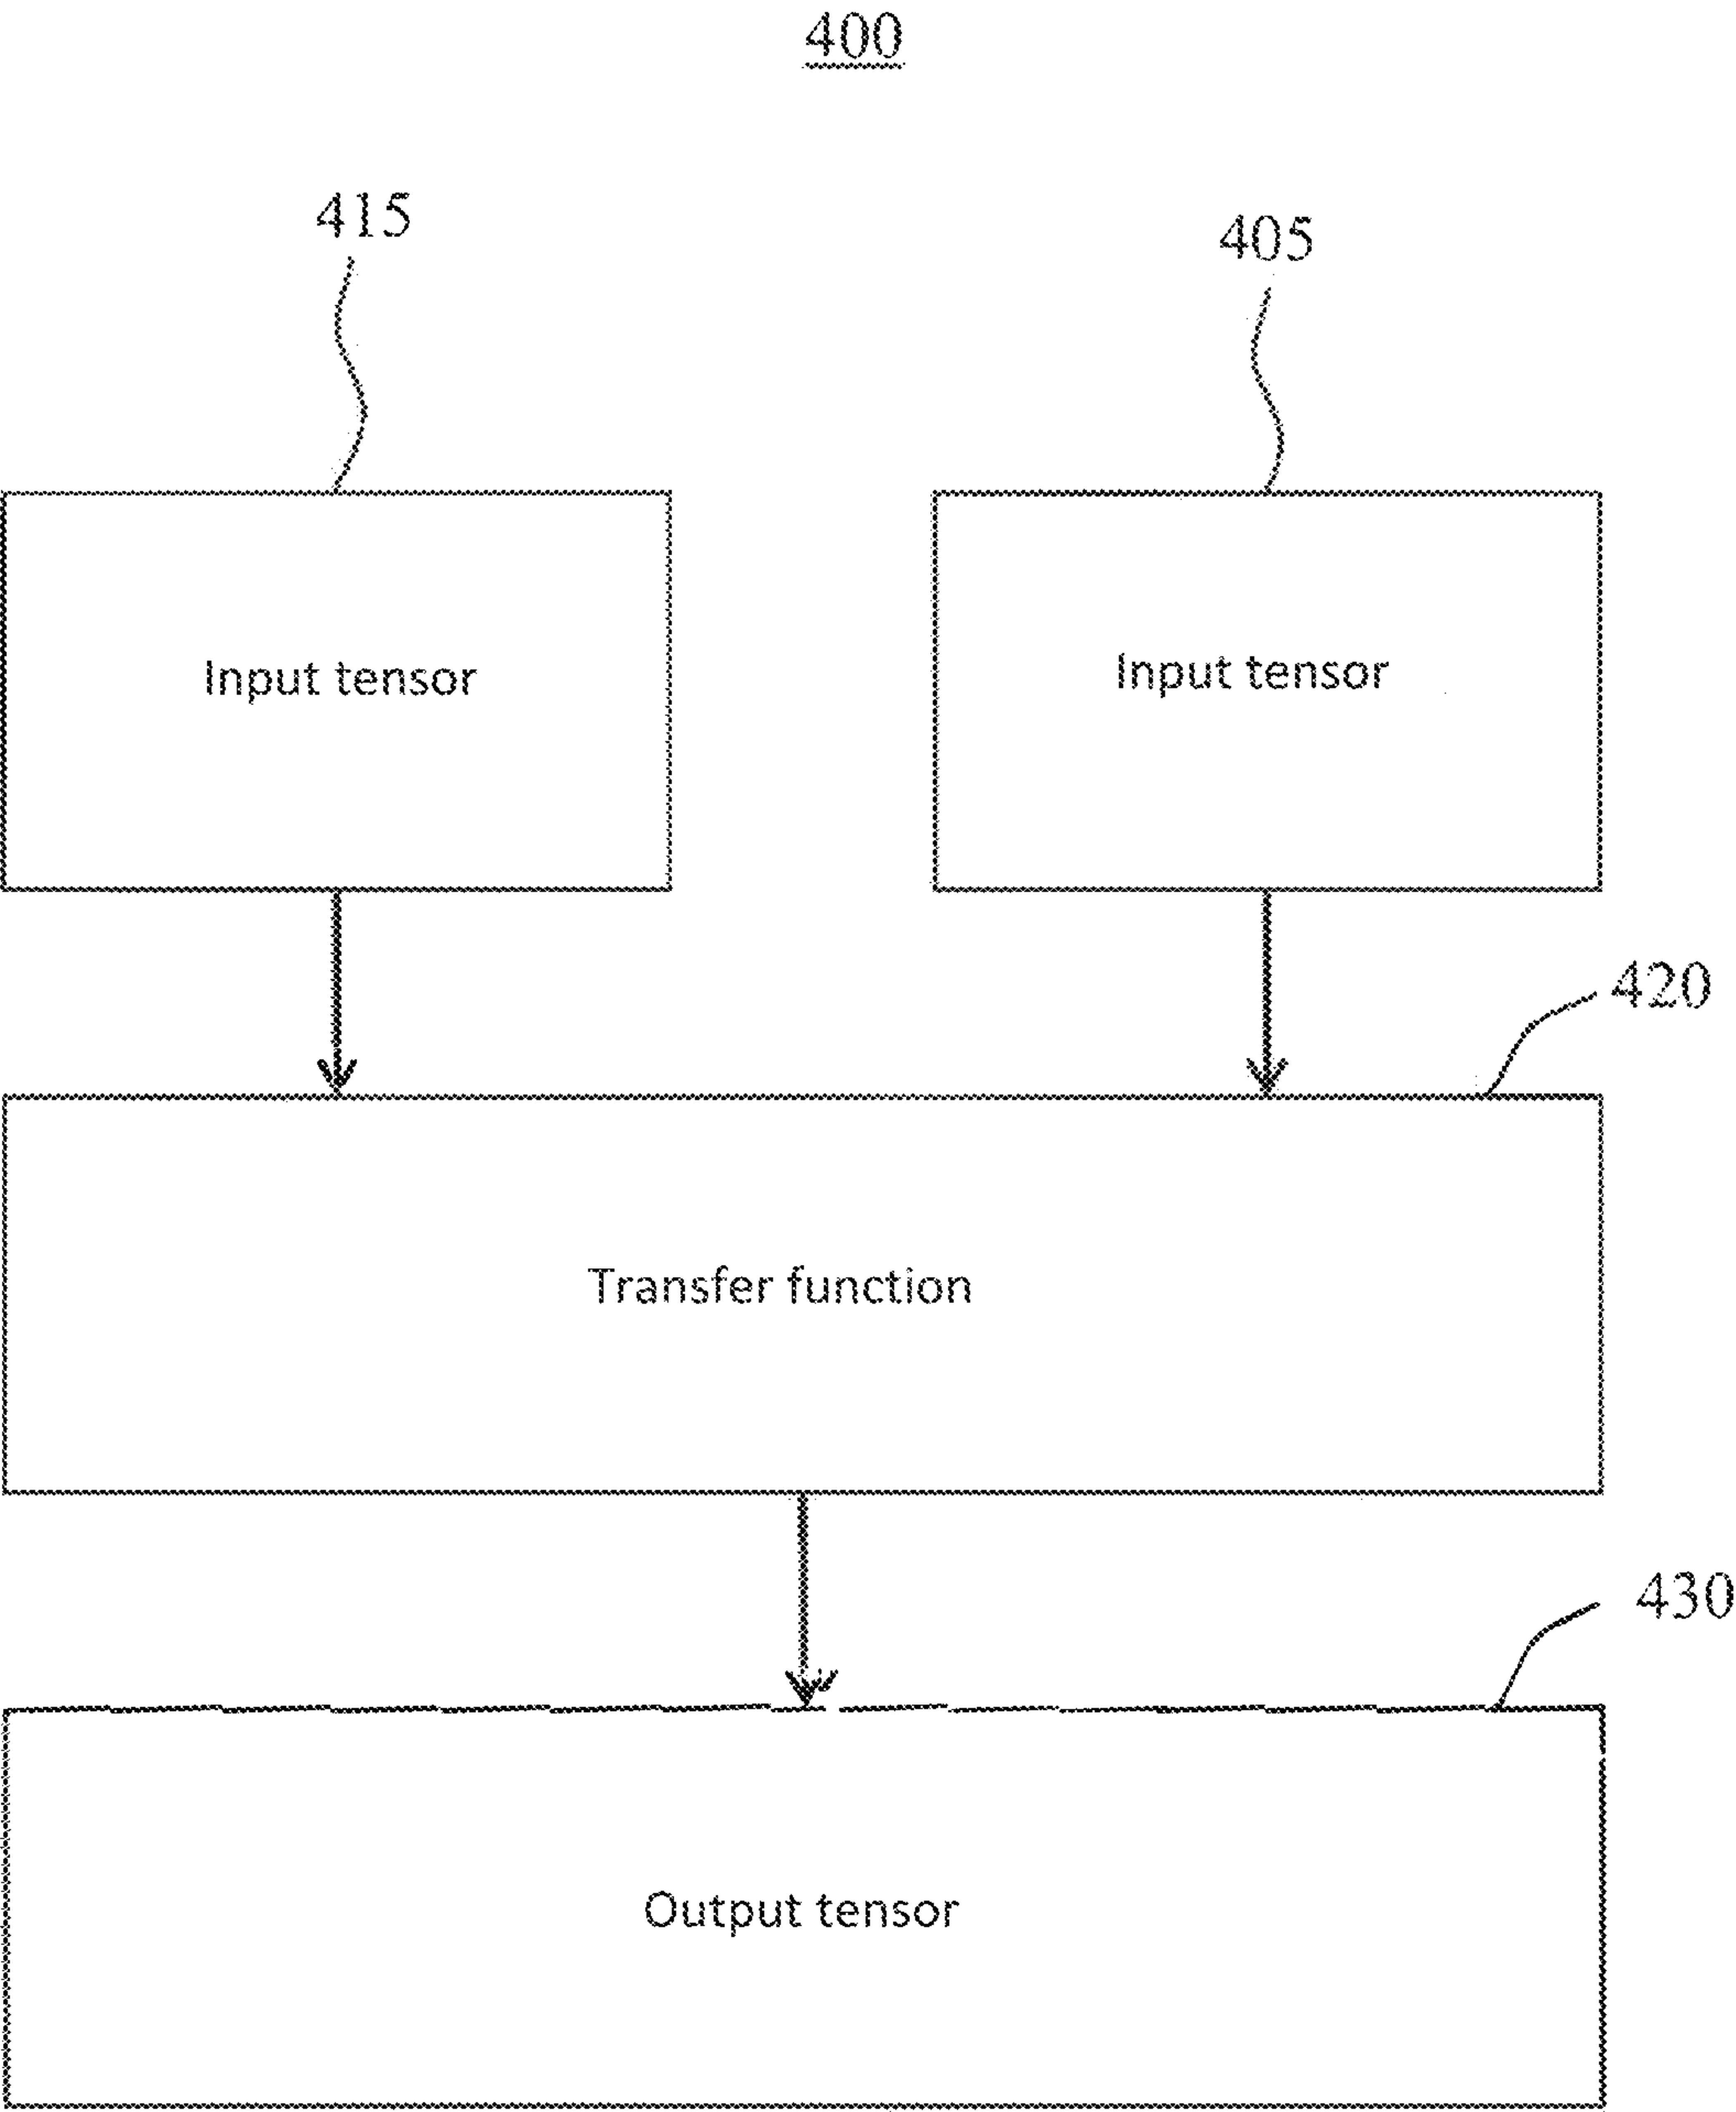 400
415
405
Input tensor
Input tensor
420
Transfer function
430
Output tensor